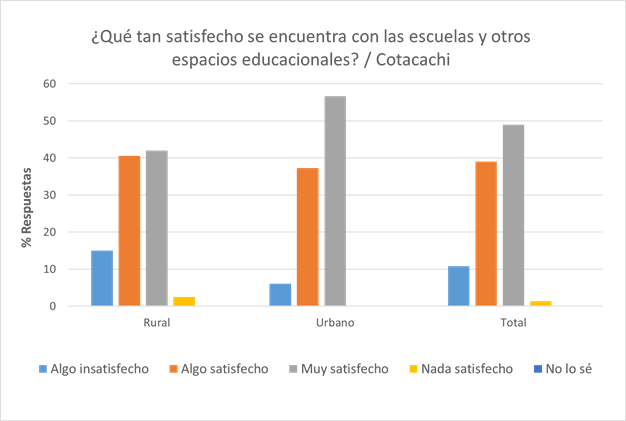 ¿Qué tan satisfecho se encuentra con las escuelas y otros
espacios educacionales? / Cotacachi
60
50
40
30
20
10
0
% Respuestas
Rural
Urbano
Total
Algo insatisfecho
Algo satisfecho
Muy satisfecho
Nada satisfecho
No lo sé